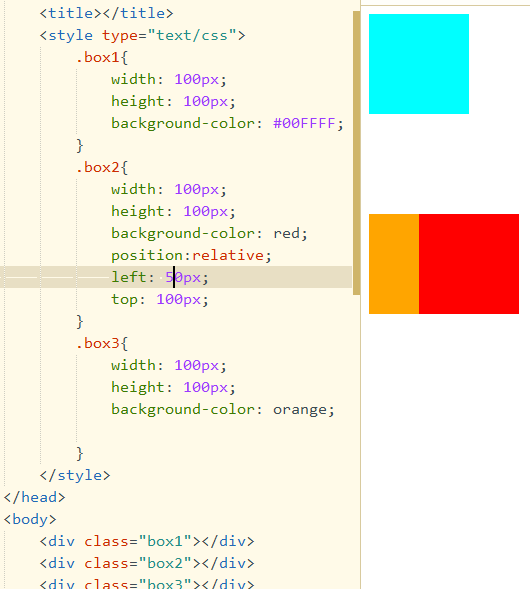 <title></title>
<style type="text/css">
.box1{
width: 100px;
height: 100px;
background-color: #00FFFF;
}
.box2{
width: 100px;
height: 100px;
background-color: red;
position:relative;
left: 50px;
top: 100px;
}
.box3{
width: 100px;
height: 100px;
background-color: orange;
}
</style>
</head>
<body>
<div class="box1"></div>
<div class="box2"></div>
<div class="box3"></div>